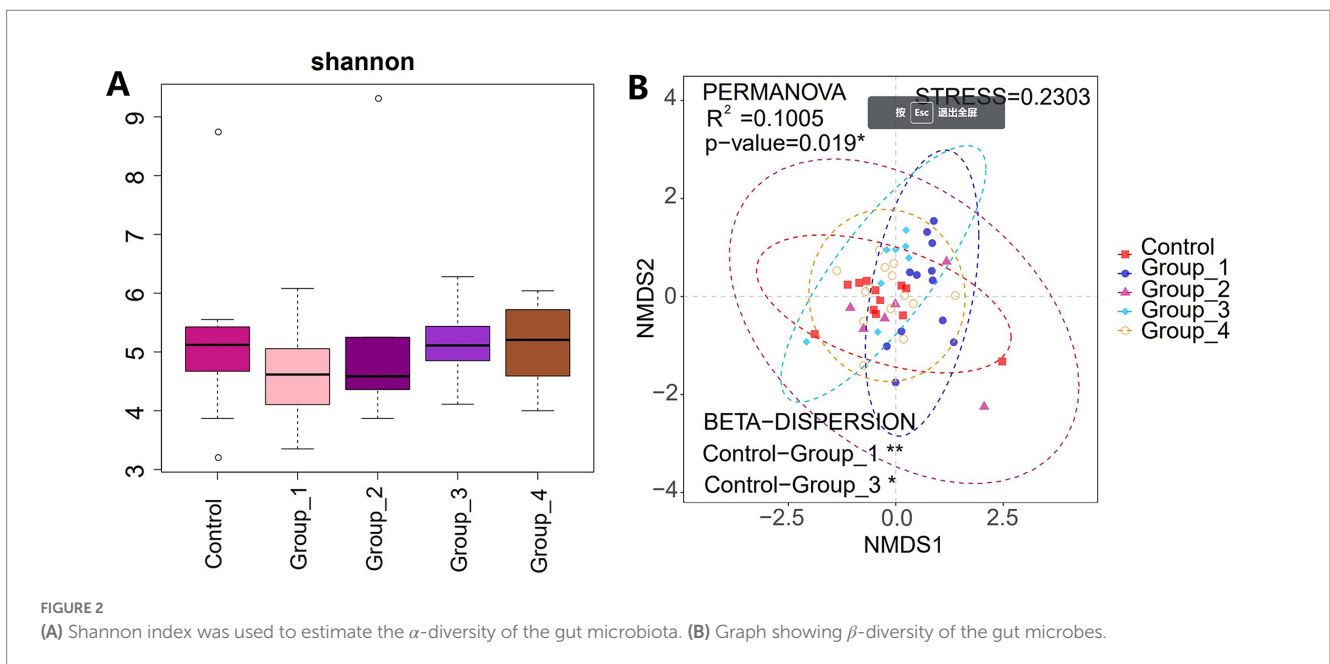 A
shannon
9
8
7
6
5
4
3
Control
Group_1
Group_2
Group_3
Group_4
B
PERMANOVA
R² =0.1005
p−value=0.019*
STRESS=0.2303
按 Esc 退出全屏
4
2
0
−2
−4
NMDS2
BETA−DISPERSION
Control−Group_1 **
Control−Group_3 *
−2.5
0.0
2.5
NMDS1
Control
Group_1
Group_2
Group_3
Group_4
FIGURE 2
(A) Shannon index was used to estimate the α-diversity of the gut microbiota. (B) Graph showing β-diversity of the gut microbes.